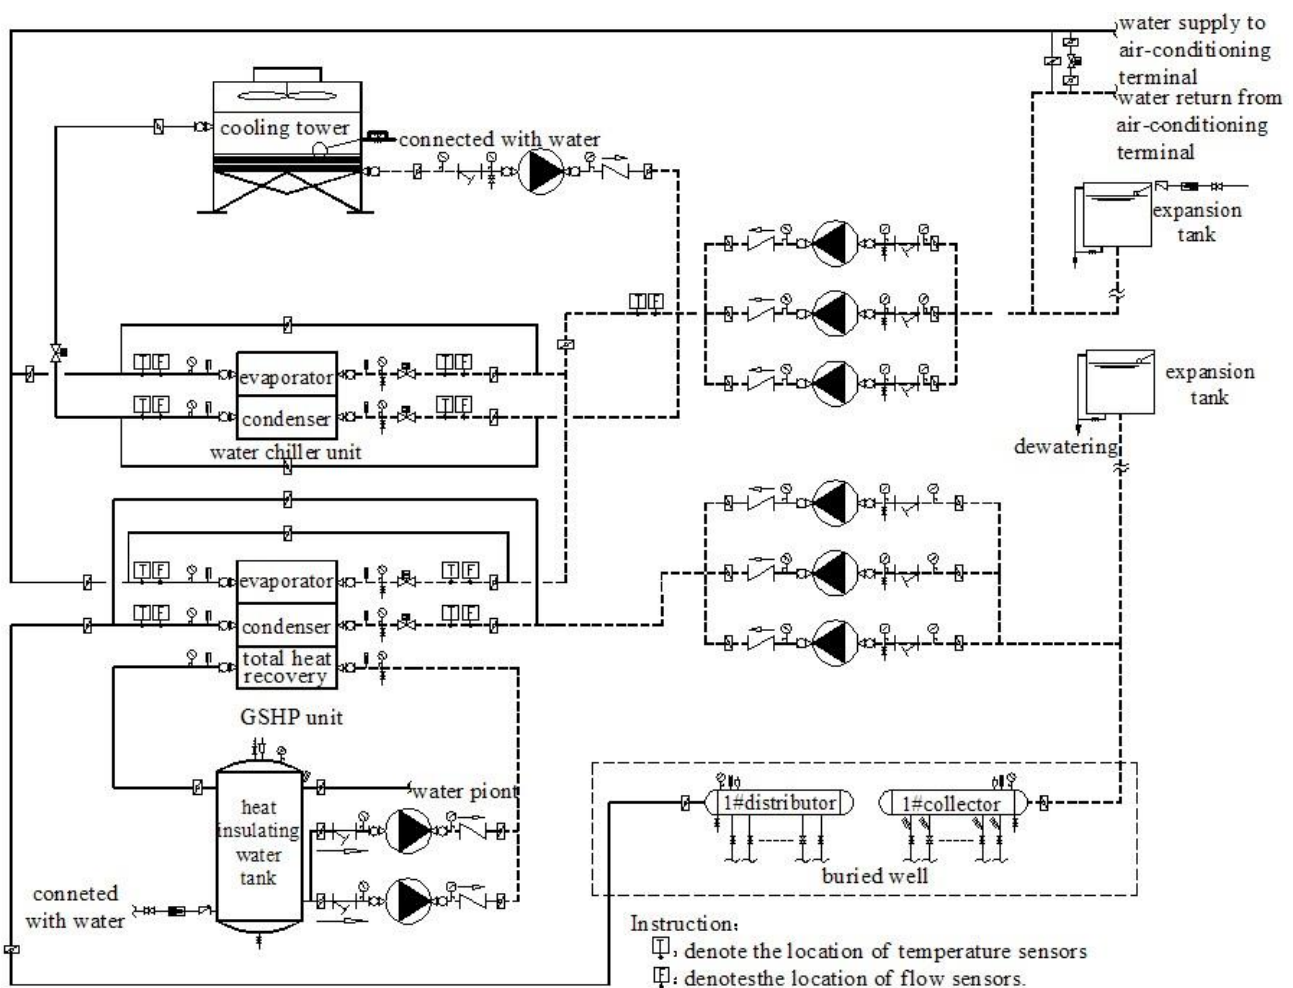 water supply to
air-conditioning
terminal
water return from
air-conditioning
terminal
cooling tower
connected with water
expansion
tank
T F
T F
evaporator
T F
T F
condenser
T F
water chiller unit
expansion
tank
dewatering
T F
evaporator
T F
T F
condenser
T F
total heat
recovery
GSHP unit
water piont
heat
insulating
water
tank
1#distributor
1#collector
buried well
conneted
with water
Instruction:
T: denote the location of temperature sensors
F: denotesthe location of flow sensors.